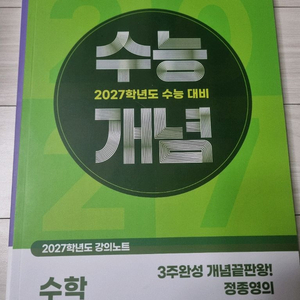 수능
2027학년도 수능 대비
개념
2027학년도 강의노트
3주완성 개념끝판왕!
수학
정종영의